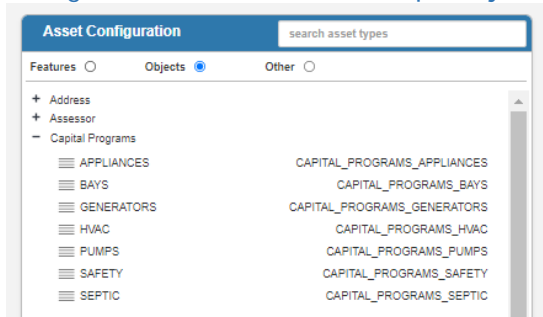 Asset Configuration search asset types
Features Objects Other
+ Address
+ Assessor
− Capital Programs
APPLIANCES CAPITAL_PROGRAMS_APPLIANCES
BAYS CAPITAL_PROGRAMS_BAYS
GENERATORS CAPITAL_PROGRAMS_GENERATORS
HVAC CAPITAL_PROGRAMS_HVAC
PUMPS CAPITAL_PROGRAMS_PUMPS
SAFETY CAPITAL_PROGRAMS_SAFETY
SEPTIC CAPITAL_PROGRAMS_SEPTIC